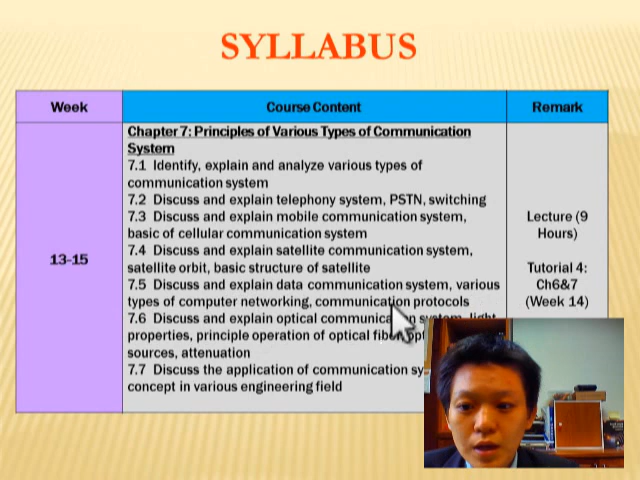 SYLLABUS
Week
Course Content
Remark
13-15
Chapter 7: Principles of Various Types of Communication
System
7.1 Identify, explain and analyze various types of
communication system
7.2 Discuss and explain telephony system, PSTN, switching
7.3 Discuss and explain mobile communication system,
basic of cellular communication system
7.4 Discuss and explain satellite communication system,
satellite orbit, basic structure of satellite
7.5 Discuss and explain data communication system, various
types of computer networking, communication protocols
7.6 Discuss and explain optical communication system, light
properties, principle operation of optical fiber,
sources, attenuation
7.7 Discuss the application of communication
concept in various engineering field
Lecture (9
Hours)
Tutorial 4:
Ch6&7
(Week 14)